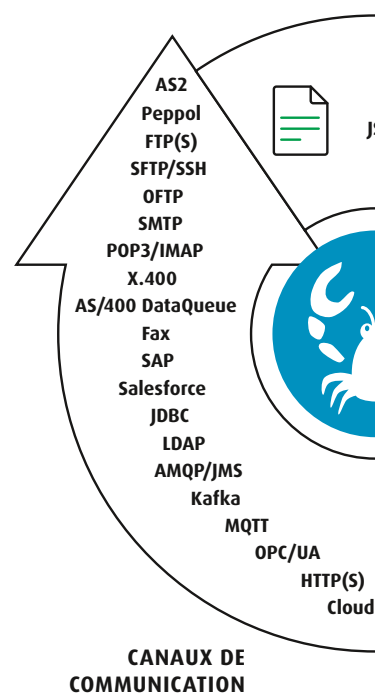 AS2
Peppol
FTP(S)
SFTP/SSH
OFTP
SMTP
POP3/IMAP
X.400
AS/400 DataQueue
Fax
SAP
Salesforce
JDBC
LDAP
AMQP/JMS
Kafka
MQTT
OPC/UA
HTTP(S)
Cloud
CANAUX DE
COMMUNICATION